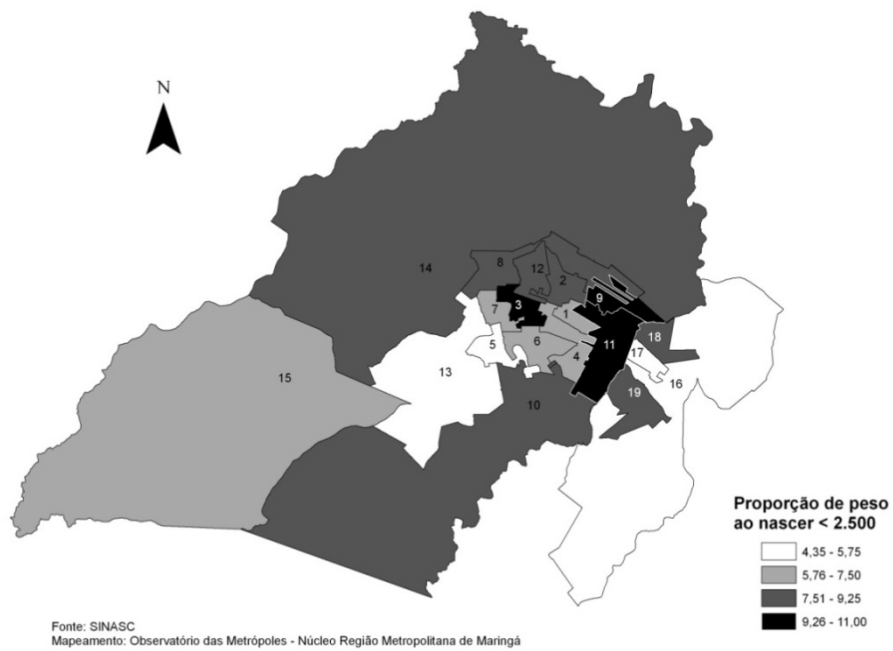 N
14
8
12
2
9
7
3
1
5
6
4
11
17
18
16
13
15
10
19
Proporção de peso
ao nascer < 2.500
4,35 - 5,75
5,76 - 7,50
7,51 - 9,25
9,26 - 11,00
Fonte: SINASC
Mapeamento: Observatório das Metrópoles - Núcleo Região Metropolitana de Maringá